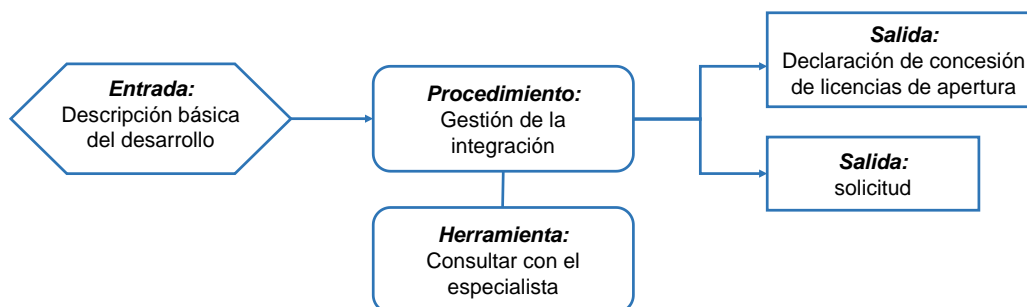 Entrada:
Descripción básica
del desarrollo
Procedimiento:
Gestión de la
integración
Herramienta:
Consultar con el
especialista
Salida:
Declaración de concesión
de licencias de apertura
Salida:
solicitud